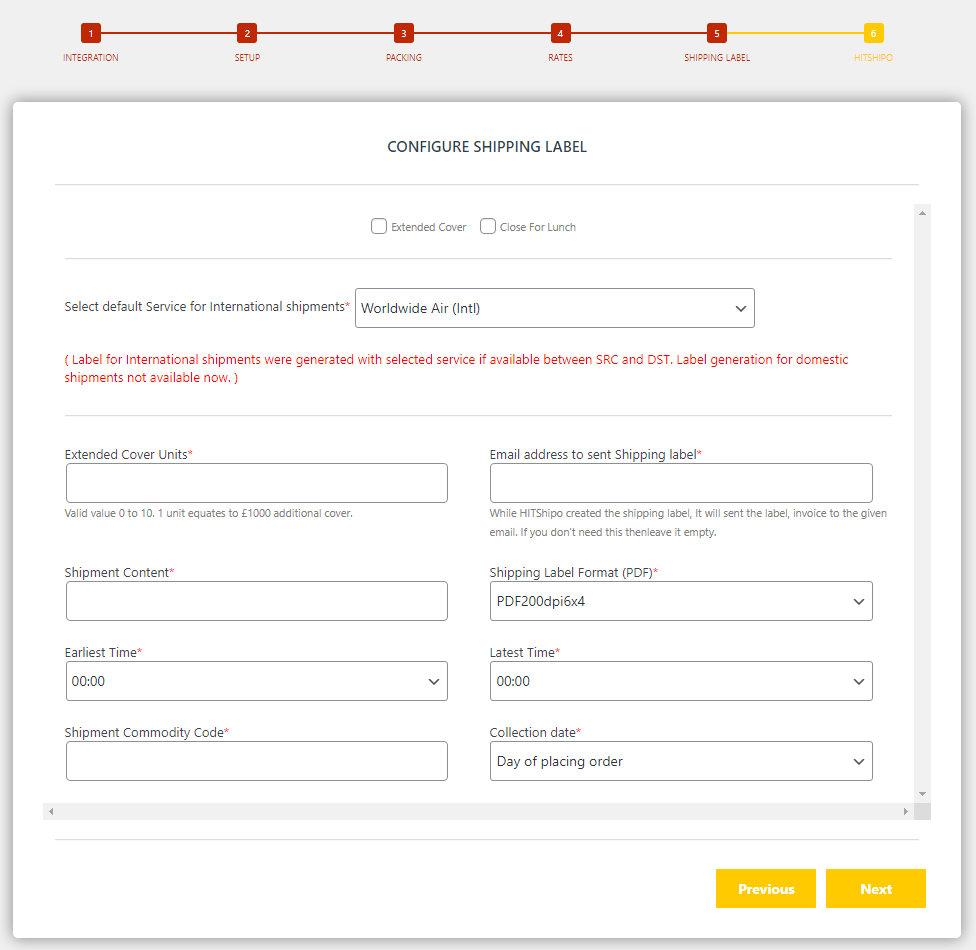 1 2 3 4 5 6
INTEGRATION SETUP PACKING RATES SHIPPING LABEL HITSHIPO
CONFIGURE SHIPPING LABEL
Extended Cover Close For Lunch
Select default Service for International shipments* Worldwide Air (Intl)
( Label for International shipments were generated with selected service if available between SRC and DST. Label generation for domestic
shipments not available now. )
Extended Cover Units* Email address to sent Shipping label*
Valid value 0 to 10. 1 unit equates to £1000 additional cover. While HITShipo created the shipping label, It will sent the label, invoice to the given
email. If you don't need this thenleave it empty.
Shipment Content* Shipping Label Format (PDF)*
PDF200dpi6x4
Earliest Time* Latest Time*
00:00 00:00
Shipment Commodity Code* Collection date*
Day of placing order
Previous Next